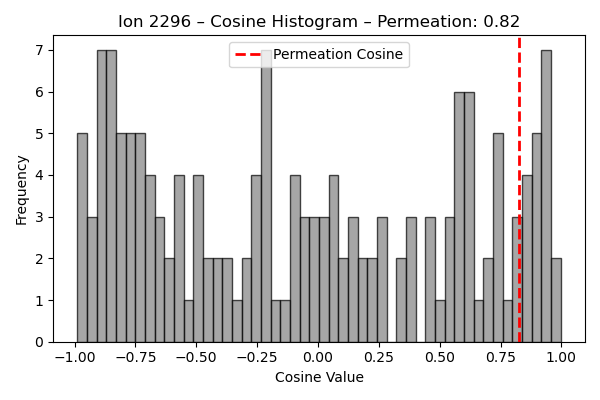 Ion 2296 – Cosine Histogram – Permeation: 0.82
Permeation Cosine
Frequency
7
6
5
4
3
2
1
0
−1.00 −0.75 −0.50 −0.25 0.00 0.25 0.50 0.75 1.00
Cosine Value